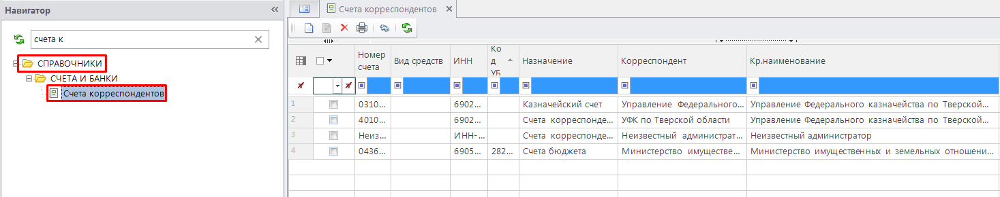 Навигатор
счета к
СПРАВОЧНИКИ
СЧЕТА И БАНКИ
Счета корреспондентов
Счета корреспондентов
Номер счета
Вид средств
ИНН
Ко д УБ
Назначение
Корреспондент
Кр.наименование
1 0310... 6902... Казначейский счет Управление Федерального... Управление Федерального казначейства по Тверской...
2 4010... 6902... Счета корреспонде... УФК по Тверской области Управление Федерального казначейства по Тверской...
3 Неиз... ИНН-... Счета корреспонде... Неизвестный администрат... Неизвестный администратор
4 0436... 6905... 282... Счета бюджета Министерство имуществе... Министерство имущественных и земельных отношени...